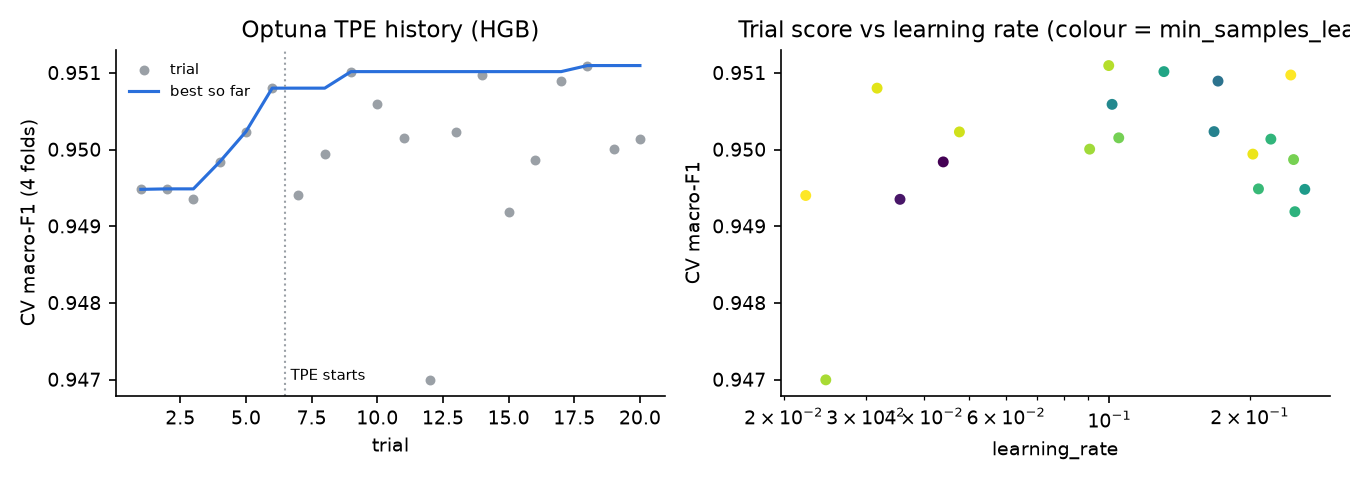 Optuna TPE history (HGB)
trial
best so far
TPE starts
CV macro-F1 (4 folds)
0.951
0.950
0.949
0.948
0.947
2.5 5.0 7.5 10.0 12.5 15.0 17.5 20.0
trial
Trial score vs learning rate (colour = min_samples_lea
CV macro-F1
0.951
0.950
0.949
0.948
0.947
2 × 10⁻² 3 × 10⁻² 4 × 10⁻² 6 × 10⁻² 10⁻¹ 2 × 10⁻¹
learning_rate